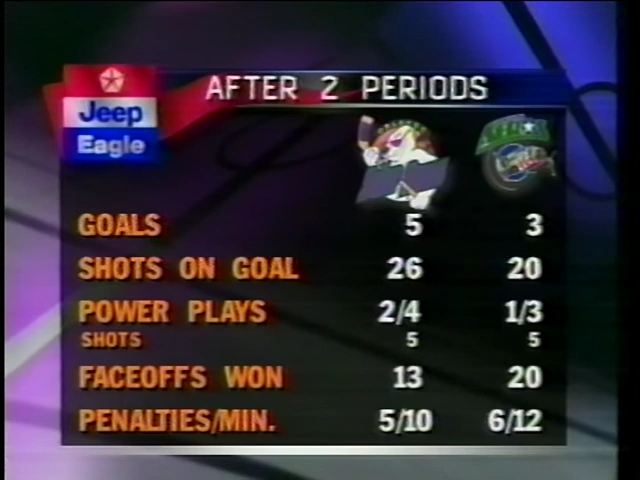 AFTER 2 PERIODS
Jeep
Eagle
GOALS 5 3
SHOTS ON GOAL 26 20
POWER PLAYS 2/4 1/3
SHOTS 5 5
FACEOFFS WON 13 20
PENALTIES/MIN. 5/10 6/12